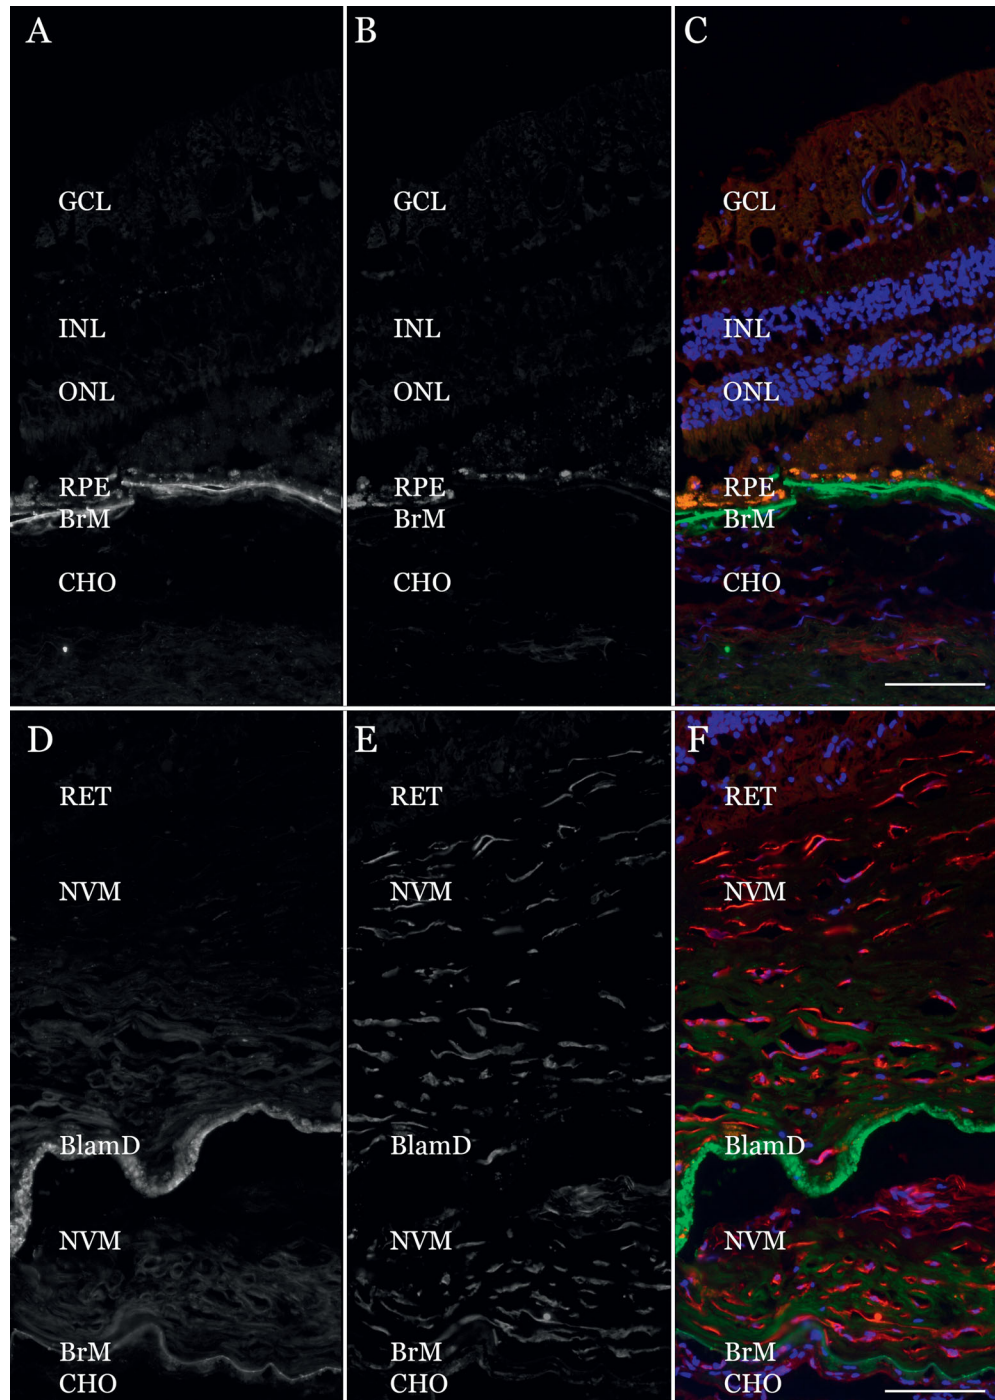 A
GCL
INL
ONL
RPE
BrM
CHO
B
GCL
INL
ONL
RPE
BrM
CHO
C
GCL
INL
ONL
RPE
BrM
CHO
D
RET
NVM
BlamD
NVM
BrM
CHO
E
RET
NVM
BlamD
NVM
BrM
CHO
F
RET
NVM
BlamD
NVM
BrM
CHO